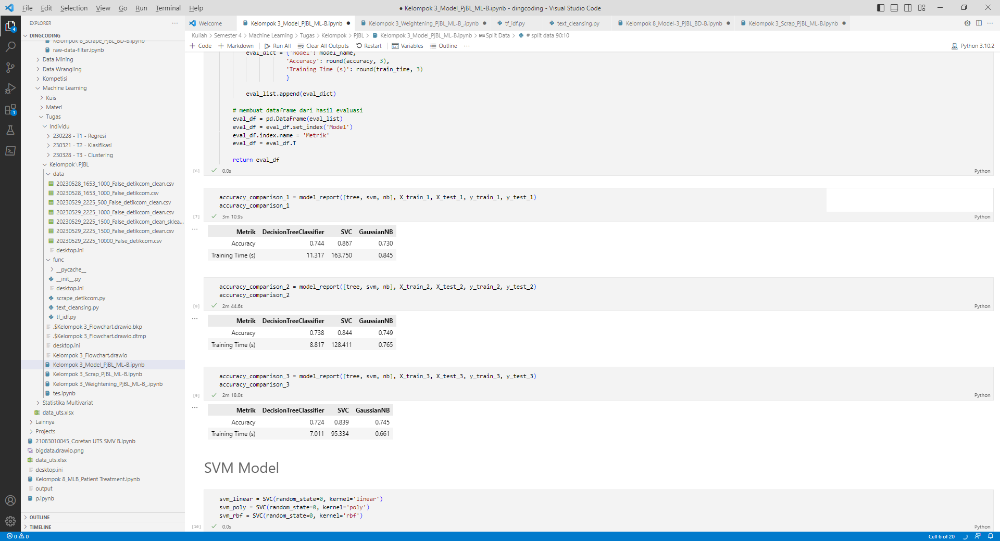 File Edit Selection View Go Run Terminal Help
● Kelompok 3_Model_PjBL_ML-B.ipynb - dingcoding - Visual Studio Code
EXPLORER
Welcome
Kelompok 3_Model_PjBL_ML-B.ipynb
Kelompok 3_Weightening_PjBL_ML-B_.ipynb
tf_idf.py
text_cleansing.py
Kelompok 8_Model-3_PjBL_BD-B.ipynb
Kelompok 3_Scrap_PjBL_ML-B.ipynb
Kuliah > Semester 4 > Machine Learning > Tugas > Kelompok > PjBL > Kelompok 3_Model_PjBL_ML-B.ipynb > M↓Split Data > # split data 90:10
+ Code + Markdown Run All Clear All Outputs Restart Variables Outline ···
Python 3.10.2
4
1
DINGCODING
Kelompok 8_Scrape_PjBL_BD-B.ipynb
raw-data-filter.ipynb
Data Mining
Data Wrangling
Kompetisi
Machine Learning
Kuis
Materi
Tugas
Individu
230228 - T1 - Regresi
230321 - T2 - Klasifikasi
230328 - T3 - Clustering
Kelompok \ PjBL
data
20230528_1653_1000_False_detikcom_clean.csv
20230528_1653_1000_False_detikcom.csv
20230529_2225_500_False_detikcom_clean.csv
20230529_2225_1000_False_detikcom_clean.csv
20230529_2225_1500_False_detikcom_clean_sklea...
20230529_2225_1500_False_detikcom_clean.csv
20230529_2225_10000_False_detikcom.csv
desktop.ini
func
__pycache__
__init__.py
desktop.ini
scrape_detikcom.py
text_cleansing.py
tf_idf.py
.$Kelompok 3_Flowchart.drawio.bkp
.$Kelompok 3_Flowchart.drawio.dtmp
desktop.ini
Kelompok 3_Flowchart.drawio
Kelompok 3_Model_PjBL_ML-B.ipynb
Kelompok 3_Scrap_PjBL_ML-B.ipynb
Kelompok 3_Weightening_PjBL_ML-B_.ipynb
tes.ipynb
Statistika Multivariat
data_uts.xlsx
Lainnya
Projects
21083010045_Coretan UTS SMV B.ipynb
bigdata.drawio.png
data_uts.xlsx
desktop.ini
Kelompok 8_MLB_Patient Treatment.ipynb
output
p.ipynb
OUTLINE
TIMELINE
eval_dict = {'Model': model_name,
'Accuracy': round(accuracy, 3),
'Training Time (s)': round(train_time, 3)
}
eval_list.append(eval_dict)
# membuat dataframe dari hasil evaluasi
eval_df = pd.DataFrame(eval_list)
eval_df = eval_df.set_index('Model')
eval_df.index.name = 'Metrik'
eval_df = eval_df.T
return eval_df
[6] ✓ 0.0s Python
accuracy_comparison_1 = model_report([tree, svm, nb], X_train_1, X_test_1, y_train_1, y_test_1)
accuracy_comparison_1
[7] ✓ 3m 10.9s Python
Metrik DecisionTreeClassifier SVC GaussianNB
Accuracy 0.744 0.867 0.730
Training Time (s) 11.317 163.750 0.845
accuracy_comparison_2 = model_report([tree, svm, nb], X_train_2, X_test_2, y_train_2, y_test_2)
accuracy_comparison_2
[8] ✓ 2m 44.6s Python
Metrik DecisionTreeClassifier SVC GaussianNB
Accuracy 0.738 0.844 0.749
Training Time (s) 8.817 128.411 0.765
accuracy_comparison_3 = model_report([tree, svm, nb], X_train_3, X_test_3, y_train_3, y_test_3)
accuracy_comparison_3
[9] ✓ 2m 18.0s Python
Metrik DecisionTreeClassifier SVC GaussianNB
Accuracy 0.724 0.839 0.745
Training Time (s) 7.011 95.334 0.661
SVM Model
svm_linear = SVC(random_state=0, kernel='linear')
svm_poly = SVC(random_state=0, kernel='poly')
svm_rbf = SVC(random_state=0, kernel='rbf')
[10] ✓ 0.0s Python
0 0
Cell 6 of 20